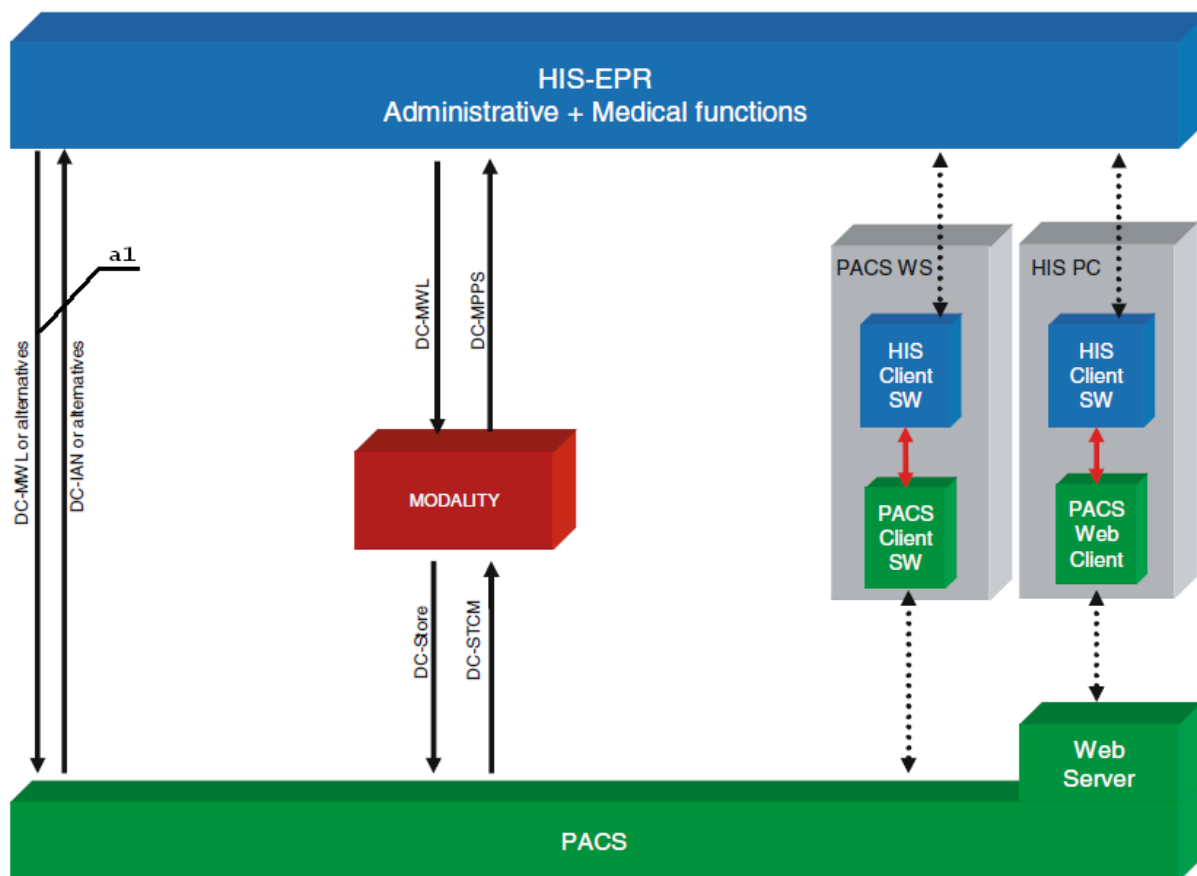 HIS-EPR
Administrative + Medical functions
a1
DC-MWL or alternatives
DC-IAN or alternatives
DC-MWL
DC-MPPS
PACS WS
HIS PC
HIS
Client
SW
HIS
Client
SW
MODALITY
PACS
Client
SW
PACS
Web
Client
DC-Store
DC-STCM
Web
Server
PACS